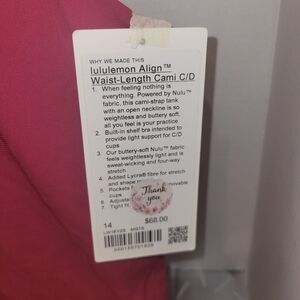 WHY WE MADE THIS
lululemon Align™
Waist-Length Cami C/D
1. When feeling nothing is
everything. Powered by Nulu™
fabric, this cami-strap tank
with an open neckline is so
weightless and buttery soft,
all you feel is your practice
2. Built-in shelf bra intended to
provide light support for C/D
cups
3. Our buttery-soft Nulu™ fabric
feels weightlessly light and is
sweat-wicking and four-way
stretch
4. Added Lycra® fibre for stretch
and shape
5. Pockets
6.
7. Tight fit,
Thank
you
14
$68.00